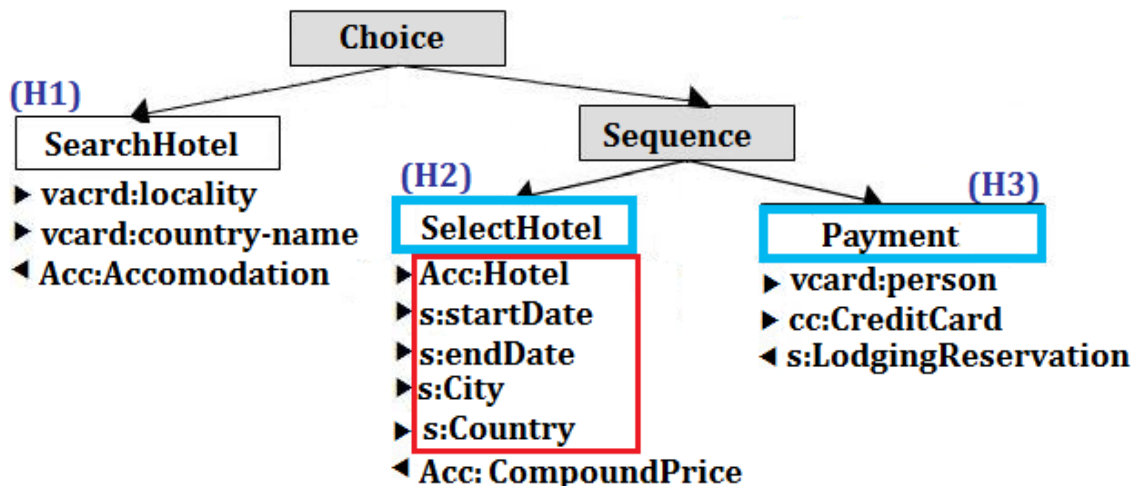 Choice
(H1)
SearchHotel
▶ vacrd:locality
▶ vcard:country-name
◀ Acc:Accomodation
Sequence
(H2)
SelectHotel
▶ Acc:Hotel
▶ s:startDate
▶ s:endDate
▶ s:City
▶ s:Country
◀ Acc: CompoundPrice
(H3)
Payment
▶ vcard:person
▶ cc:CreditCard
◀ s:LodgingReservation